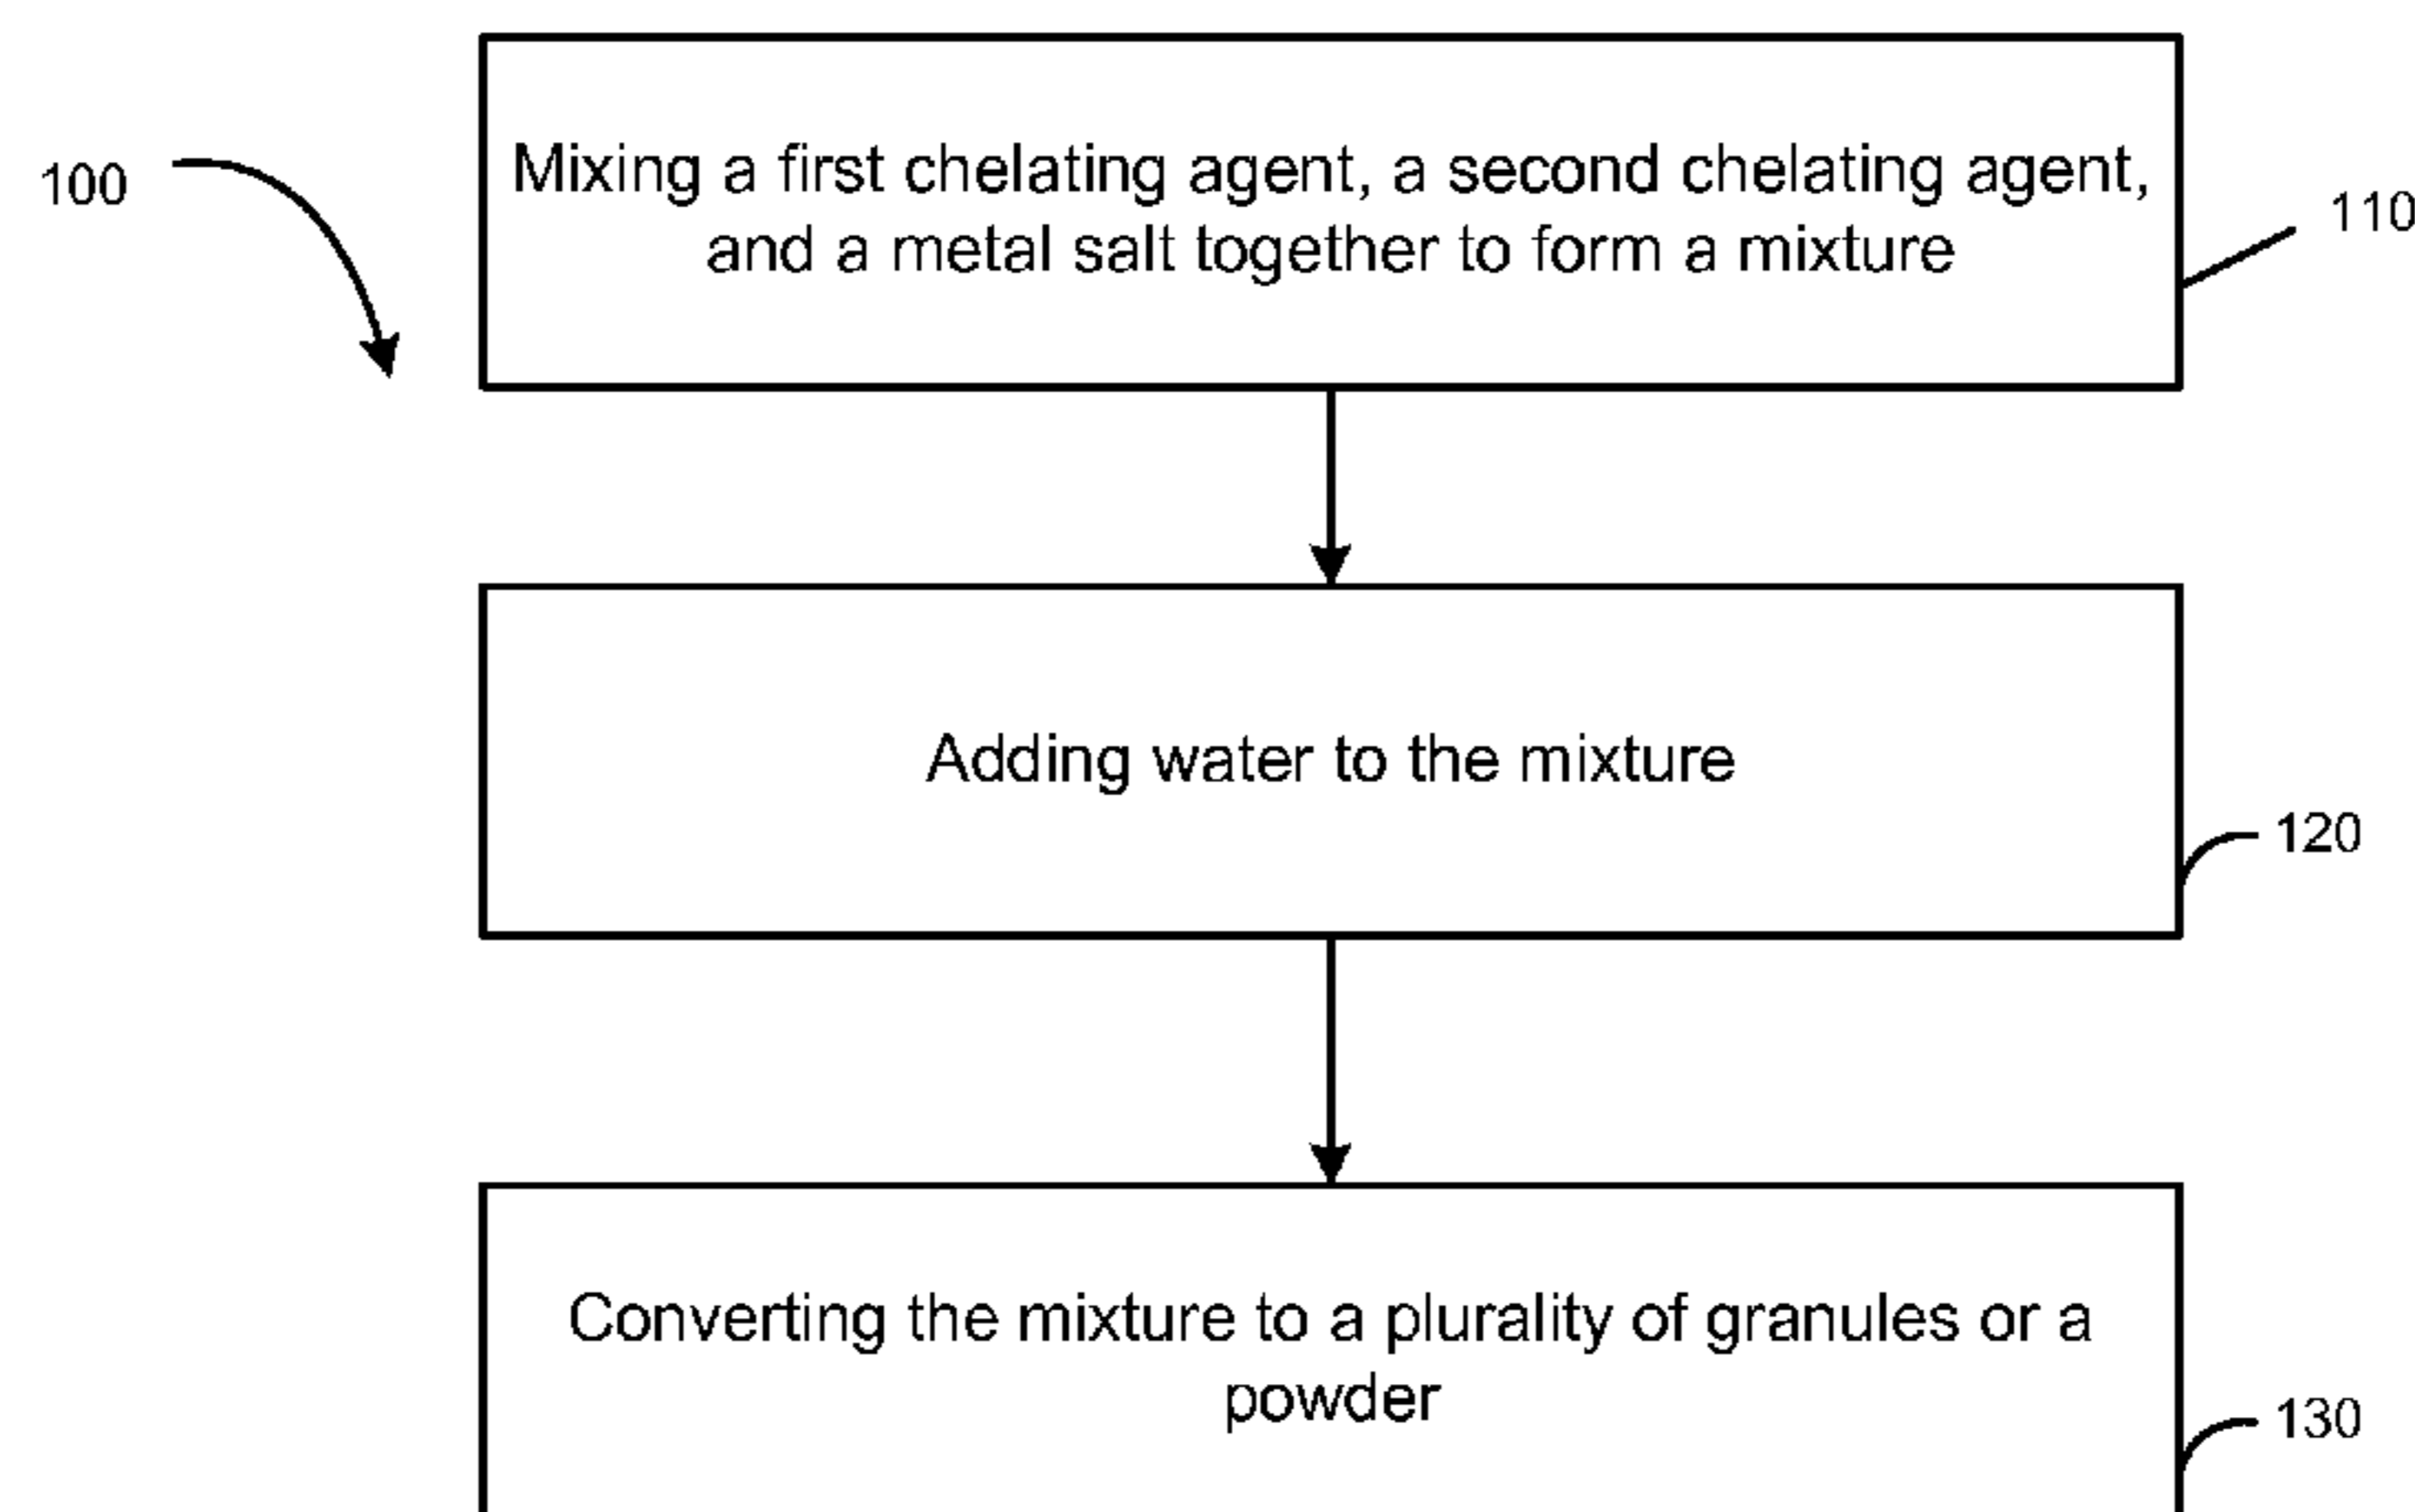 100
Mixing a first chelating agent, a second chelating agent,
and a metal salt together to form a mixture
110
Adding water to the mixture
120
Converting the mixture to a plurality of granules or a
powder
130